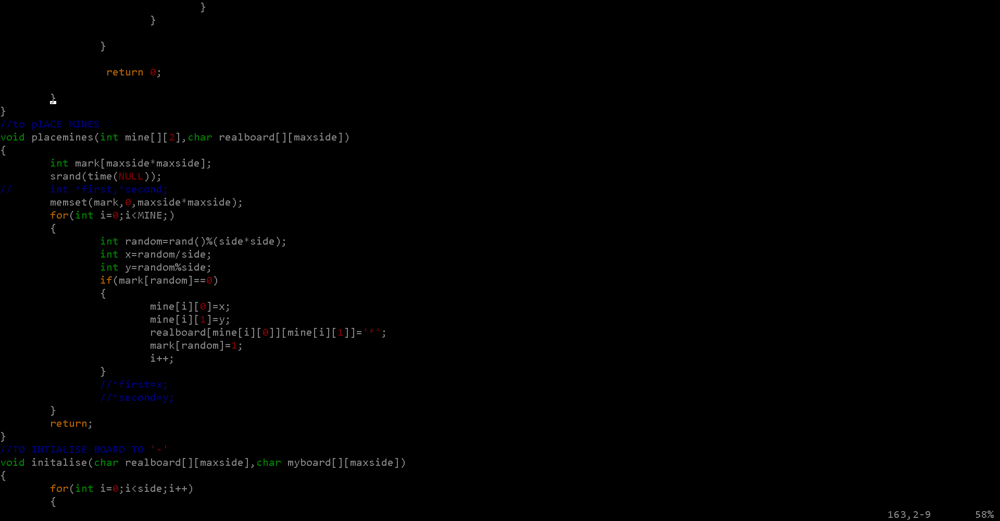 }
                        }

                }

                 return 0;

        }
}
//to plACE MINES
void placemines(int mine[][2],char realboard[][maxside])
{
        int mark[maxside*maxside];
        srand(time(NULL));
//      int *first,*second;
        memset(mark,0,maxside*maxside);
        for(int i=0;i<MINE;)
        {
                int random=rand()%(side*side);
                int x=random/side;
                int y=random%side;
                if(mark[random]==0)
                {
                        mine[i][0]=x;
                        mine[i][1]=y;
                        realboard[mine[i][0]][mine[i][1]]='*';
                        mark[random]=1;
                        i++;
                }
                //*first=x;
                //*second=y;
        }
        return;
}
//TO INTIALISE BOARD TO '-'
void initalise(char realboard[][maxside],char myboard[][maxside])
{
        for(int i=0;i<side;i++)
        {
163,2-9       58%